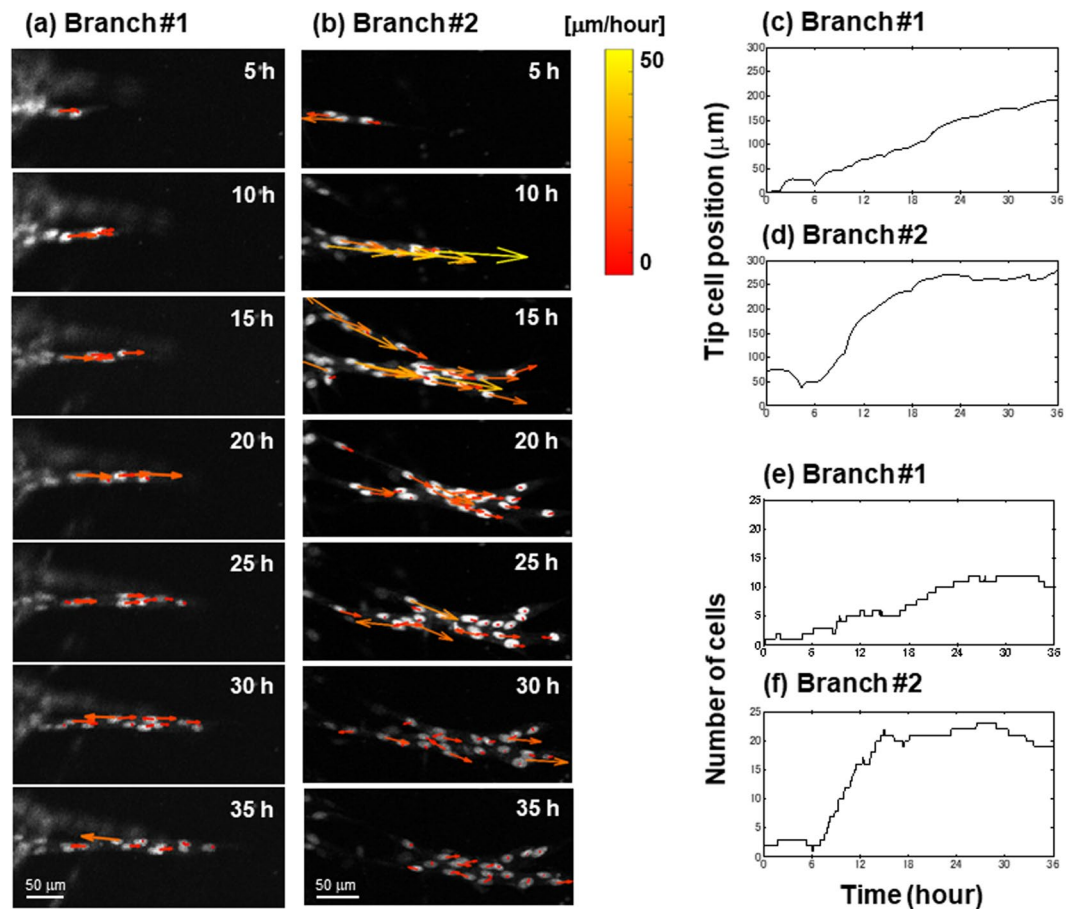 (a) Branch #1
5 h
10 h
15 h
20 h
25 h
30 h
35 h
50 μm
(b) Branch #2
5 h
10 h
15 h
20 h
25 h
30 h
35 h
50 μm
[μm/hour]
50
0
(c) Branch #1
300
250
200
150
100
50
0
0 6 12 18 24 30 36
(d) Branch #2
300
250
200
150
100
50
0
0 6 12 18 24 30 36
Tip cell position (μm)
(e) Branch #1
25
20
15
10
5
0
0 6 12 18 24 30 36
(f) Branch #2
25
20
15
10
5
0
0 6 12 18 24 30 36
Number of cells
Time (hour)